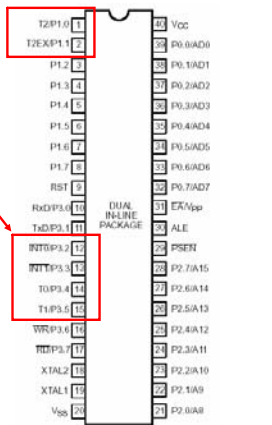 T2/P1.0 1 40 Vcc
T2EX/P1.1 2 39 P0.0/AD0
P1.2 3 38 P0.1/AD1
P1.3 4 37 P0.2/AD2
P1.4 5 36 P0.3/AD3
P1.5 6 35 P0.4/AD4
P1.6 7 34 P0.5/AD5
P1.7 8 33 P0.6/AD6
RST 9 32 P0.7/AD7
RxD/P3.0 10 DUAL 31 EA/Vpp
IN-LINE
TxD/P3.1 11 PACKAGE 30 ALE
INT0/P3.2 12 29 PSEN
INT1/P3.3 13 28 P2.7/A15
T0/P3.4 14 27 P2.6/A14
T1/P3.5 15 26 P2.5/A13
WR/P3.6 16 25 P2.4/A12
RD/P3.7 17 24 P2.3/A11
XTAL2 18 23 P2.2/A10
XTAL1 19 22 P2.1/A9
VSS 20 21 P2.0/A8